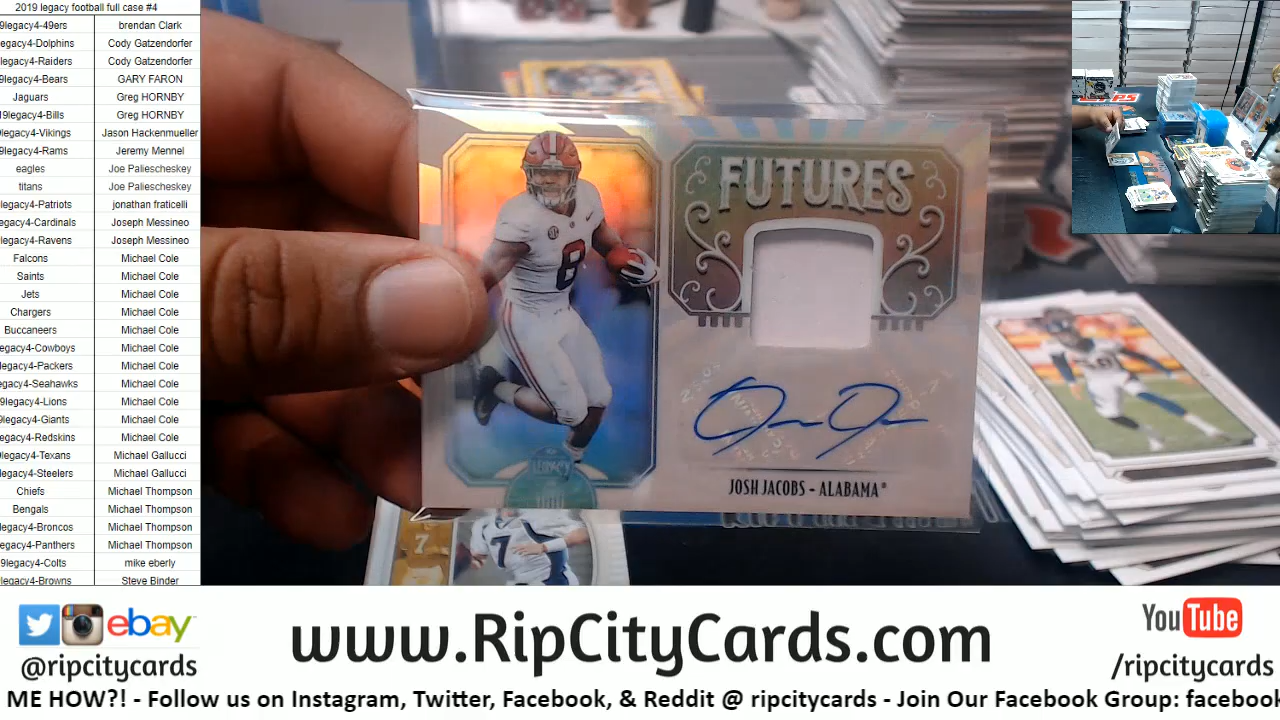 2019 legacy football full case #4
9legacy4-49ers brendan Clark
egacy4-Dolphins Cody Gatzendorfer
legacy4-Raiders Cody Gatzendorfer
9legacy4-Bears GARY FARON
Jaguars Greg HORNBY
19legacy4-Bills Greg HORNBY
9legacy4-Vikings Jason Hackenmueller
9legacy4-Rams Jeremy Mennel
eagles Joe Paliescheskey
titans Joe Paliescheskey
legacy4-Patriots jonathan fraticelli
legacy4-Cardinals Joseph Messineo
legacy4-Ravens Joseph Messineo
Falcons Michael Cole
Saints Michael Cole
Jets Michael Cole
Chargers Michael Cole
Buccaneers Michael Cole
legacy4-Cowboys Michael Cole
legacy4-Packers Michael Cole
egacy4-Seahawks Michael Cole
9legacy4-Lions Michael Cole
9legacy4-Giants Michael Cole
egacy4-Redskins Michael Cole
9legacy4-Texans Michael Gallucci
legacy4-Steelers Michael Gallucci
Chiefs Michael Thompson
Bengals Michael Thompson
legacy4-Broncos Michael Thompson
legacy4-Panthers Michael Thompson
9legacy4-Colts mike eberly
legacy4-Browns Steve Binder
FUTURES
8
LEGACY
JOSH JACOBS - ALABAMA
7
7
ebay
@ripcitycards
www.RipCityCards.com
YouTube
/ripcitycards
ME HOW?! - Follow us on Instagram, Twitter, Facebook, & Reddit @ ripcitycards - Join Our Facebook Group: facebook